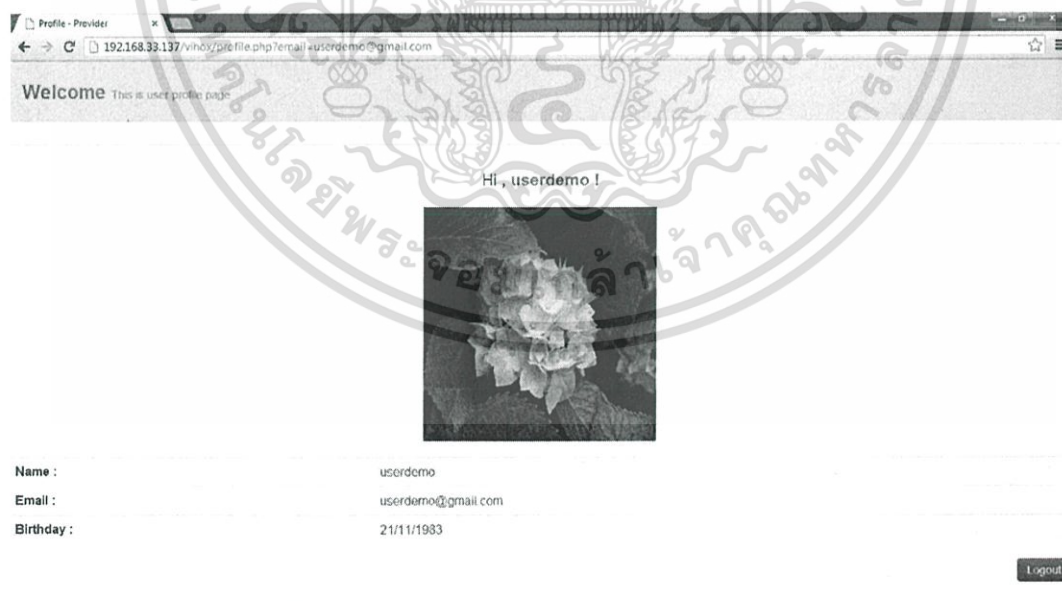 Profile - Provider
192.168.33.137/vinox/profile.php?email=userdemo@gmail.com
Welcome This is user profile page
Hi , userdemo !
Name : userdemo
Email : userdemo@gmail.com
Birthday : 21/11/1983
Logout